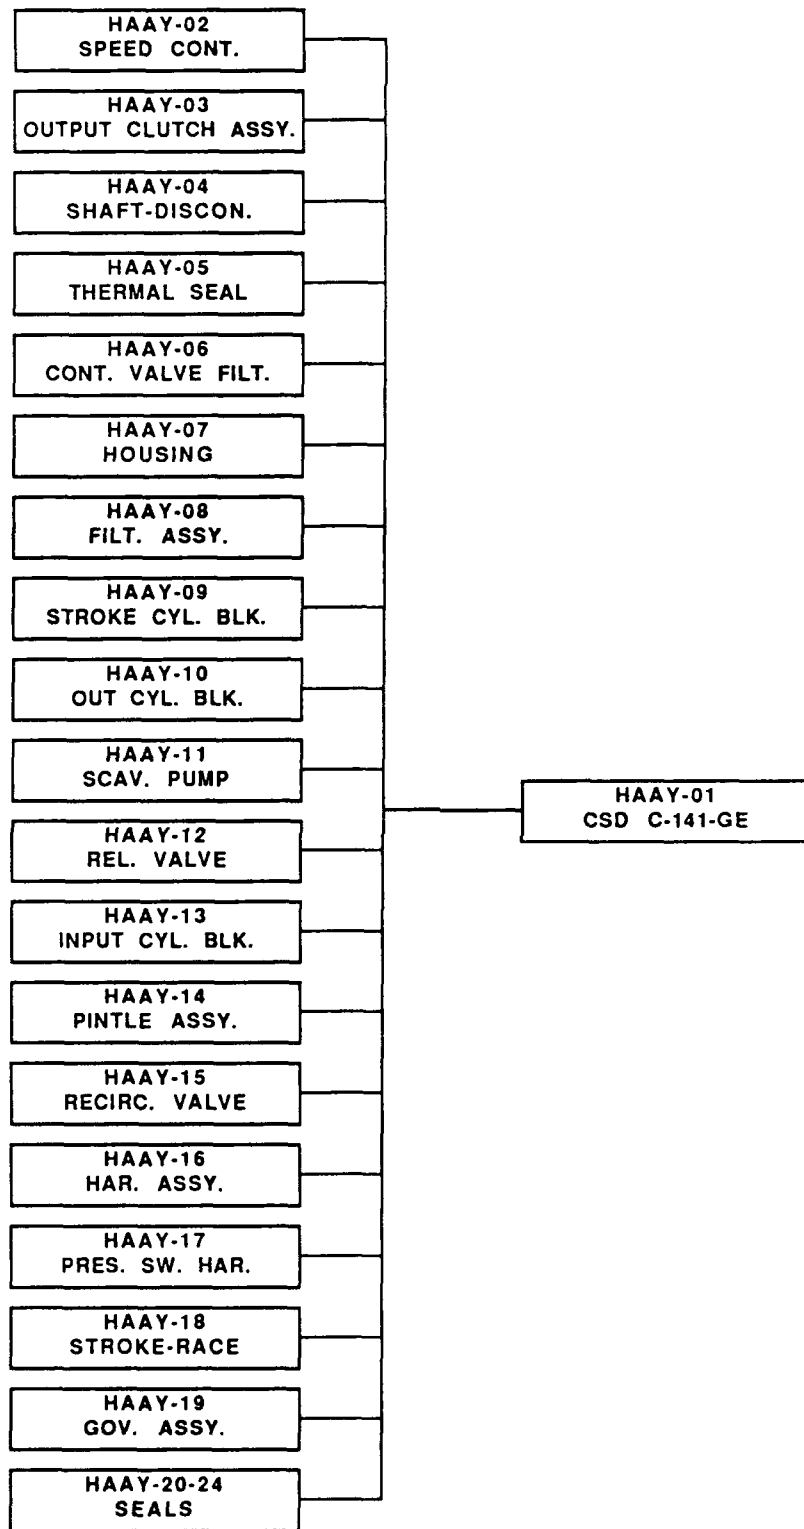 HAAY-02
SPEED CONT.
HAAY-03
OUTPUT CLUTCH ASSY.
HAAY-04
SHAFT-DISCON.
HAAY-05
THERMAL SEAL
HAAY-06
CONT. VALVE FILT.
HAAY-07
HOUSING
HAAY-08
FILT. ASSY.
HAAY-09
STROKE CYL. BLK.
HAAY-10
OUT CYL. BLK.
HAAY-11
SCAV. PUMP
HAAY-12
REL. VALVE
HAAY-13
INPUT CYL. BLK.
HAAY-14
PINTLE ASSY.
HAAY-15
RECIRC. VALVE
HAAY-16
HAR. ASSY.
HAAY-17
PRES. SW. HAR.
HAAY-18
STROKE-RACE
HAAY-19
GOV. ASSY.
HAAY-20-24
SEALS
HAAY-01
CSD C-141-GE